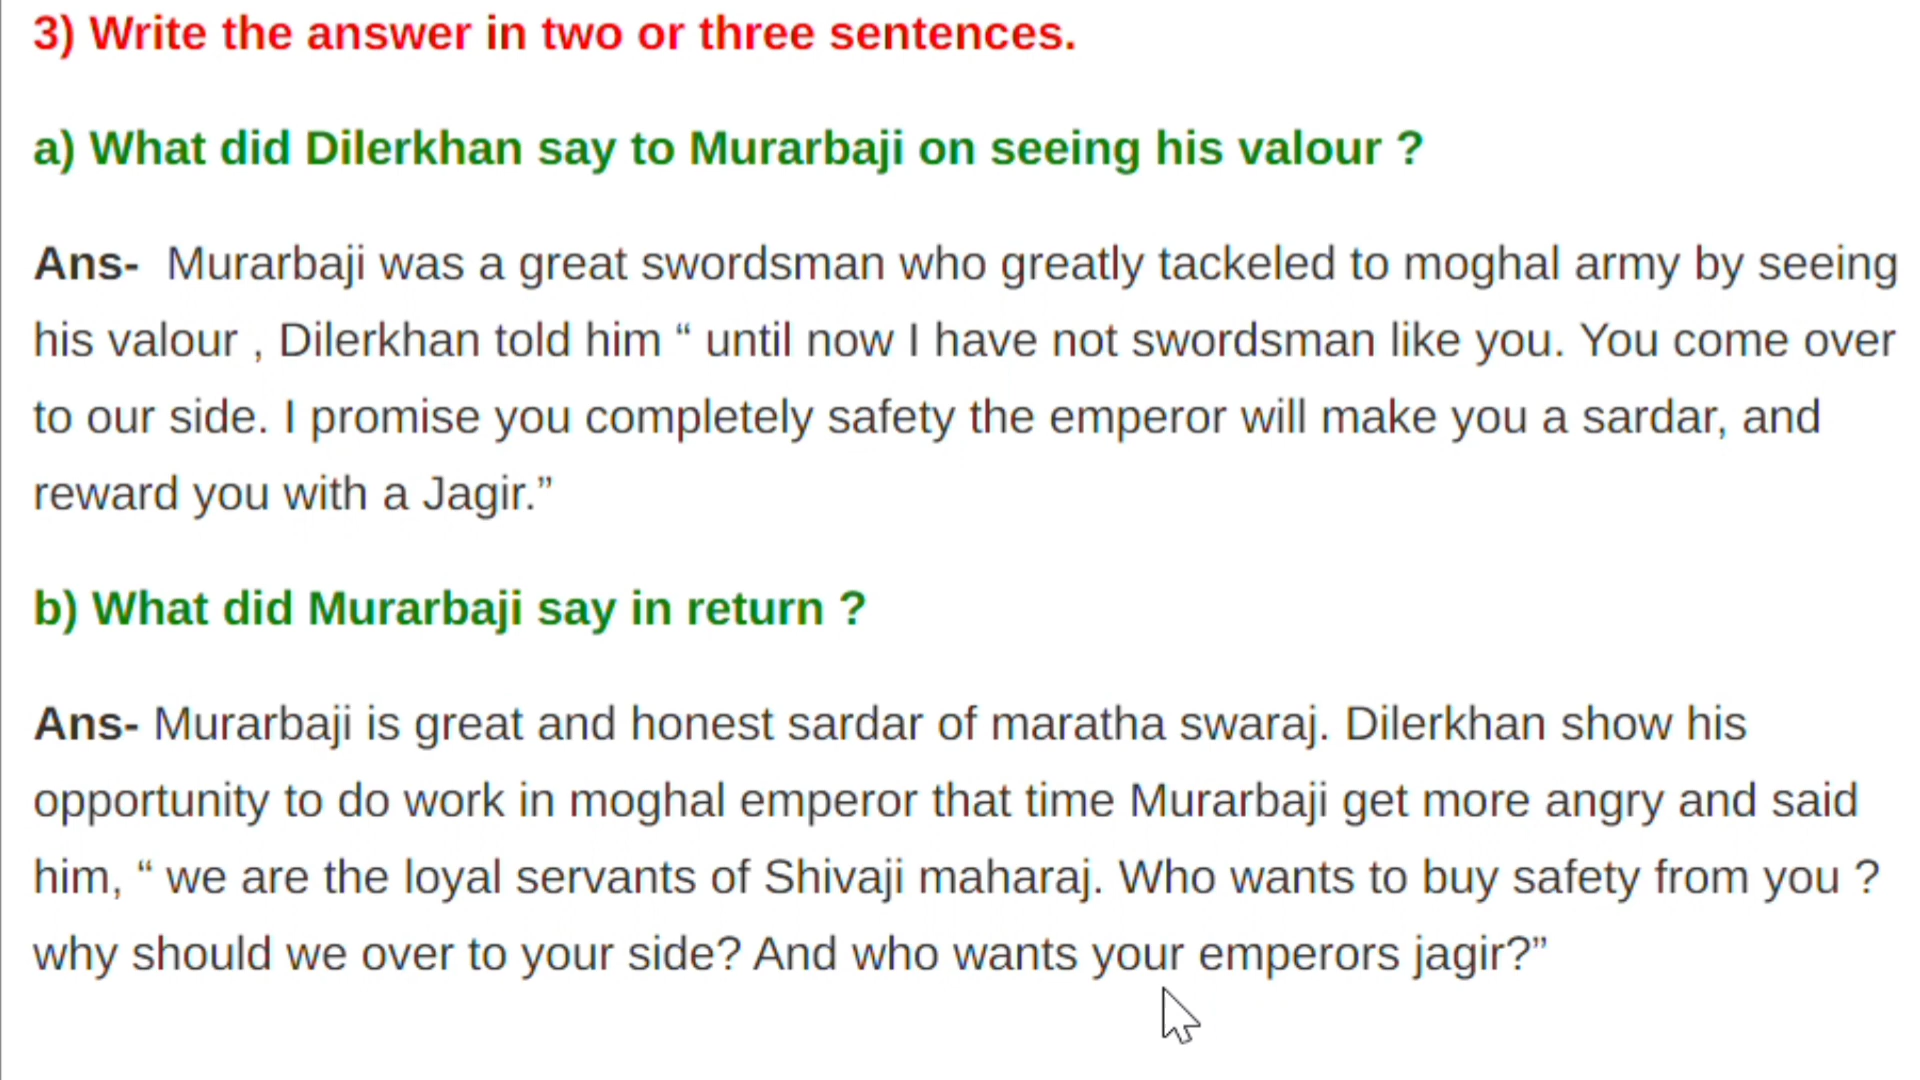 3) Write the answer in two or three sentences.
a) What did Dilerkhan say to Murarbaji on seeing his valour ?
Ans-  Murarbaji was a great swordsman who greatly tackeled to moghal army by seeing
his valour , Dilerkhan told him “ until now I have not swordsman like you. You come over
to our side. I promise you completely safety the emperor will make you a sardar, and
reward you with a Jagir.”
b) What did Murarbaji say in return ?
Ans- Murarbaji is great and honest sardar of maratha swaraj. Dilerkhan show his
opportunity to do work in moghal emperor that time Murarbaji get more angry and said
him, “ we are the loyal servants of Shivaji maharaj. Who wants to buy safety from you ?
why should we over to your side? And who wants your emperors jagir?”